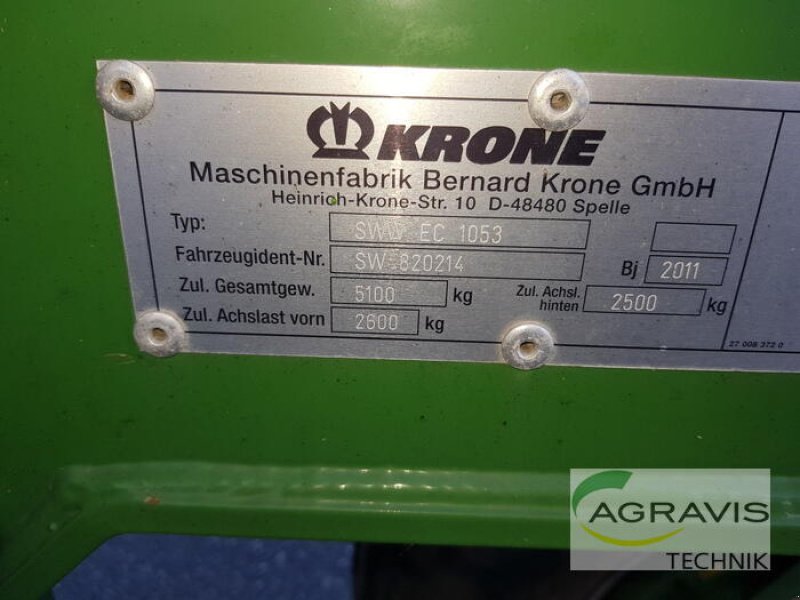 KRONE
Maschinenfabrik Bernard Krone GmbH
Heinrich-Krone-Str. 10 D-48480 Spelle
Typ: SWW EC 1053
Fahrzeugident-Nr. SW 820214 Bj 2011
Zul. Gesamtgew. 5100 kg Zul. Achsl. hinten 2500 kg
Zul. Achslast vorn 2600 kg
27 008 372 0
AGRAVIS
TECHNIK